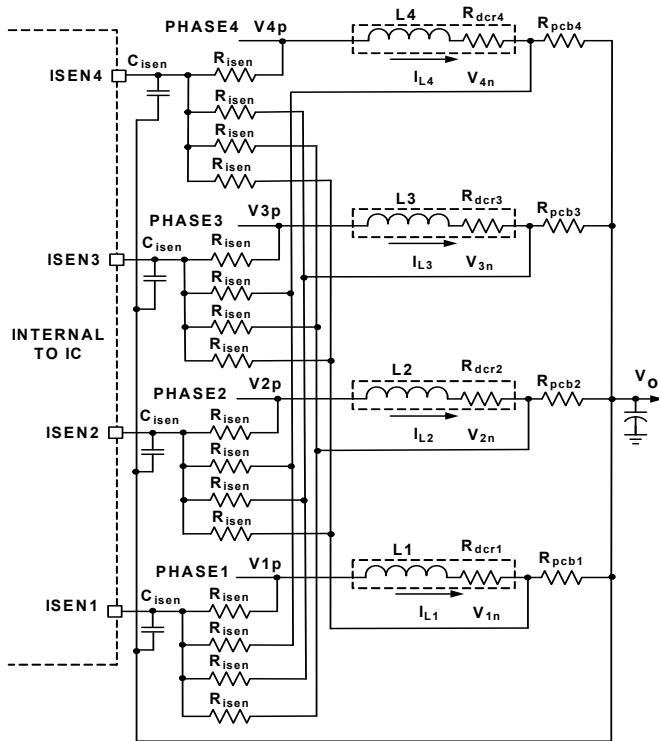 PHASE4 V4p L4 Rdcr4 Rpcb4
ISEN4 Cisen Risen
IL4 V4n
Risen
Risen
Risen
PHASE3 V3p L3 Rdcr3 Rpcb3
ISEN3 Cisen Risen
IL3 V3n
Risen
Risen
Risen
INTERNAL
TO IC
PHASE2 V2p L2 Rdcr2 Rpcb2 Vo
ISEN2 Cisen Risen
IL2 V2n
Risen
Risen
Risen
PHASE1 V1p L1 Rdcr1 Rpcb1
ISEN1 Cisen Risen
IL1 V1n
Risen
Risen
Risen